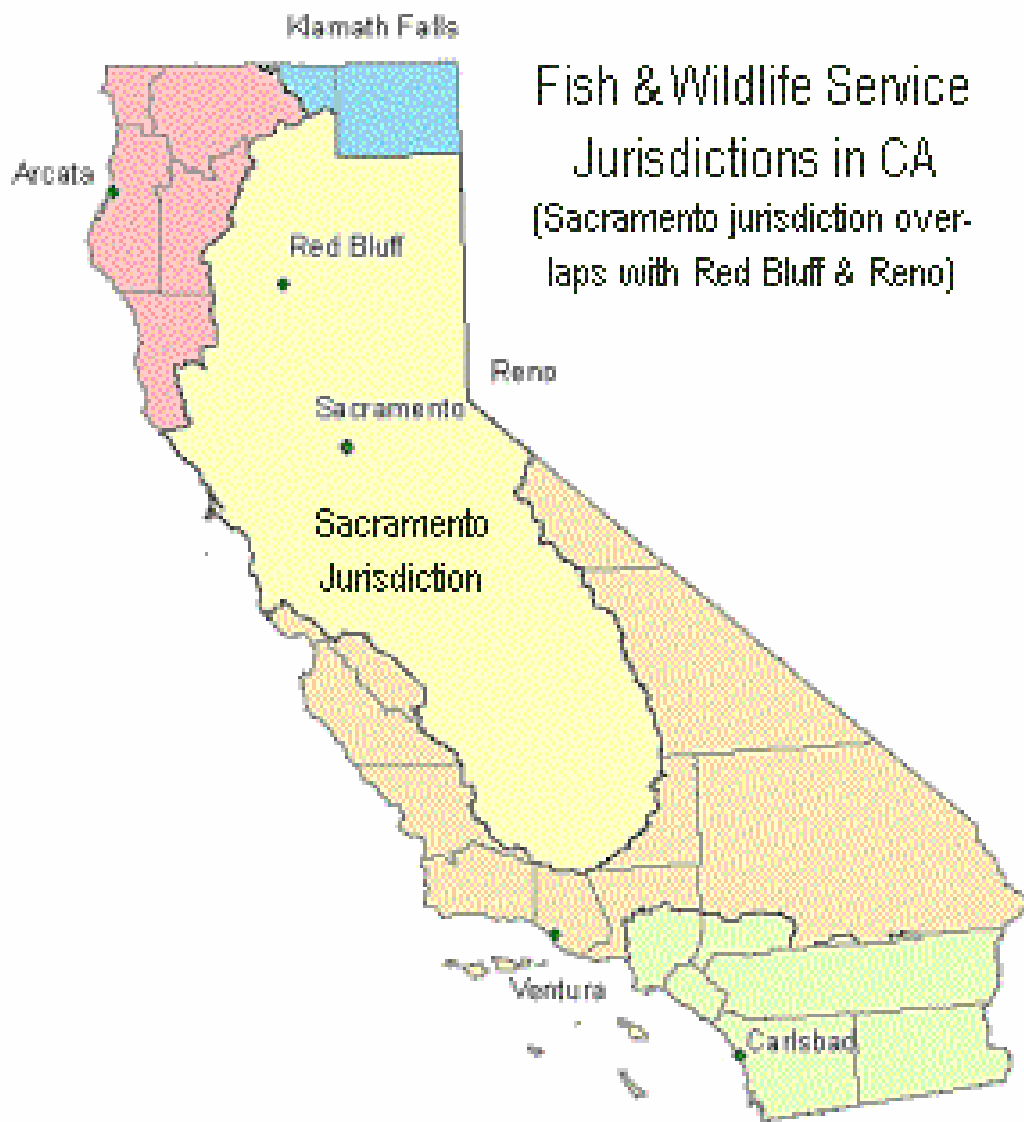 Klamath Falls
Fish & Wildlife Service
Jurisdictions in CA
(Sacramento jurisdiction over-
laps with Red Bluff & Reno)
Arcata
Red Bluff
Reno
Sacramento
Sacramento
Jurisdiction
Ventura
Carlsbad